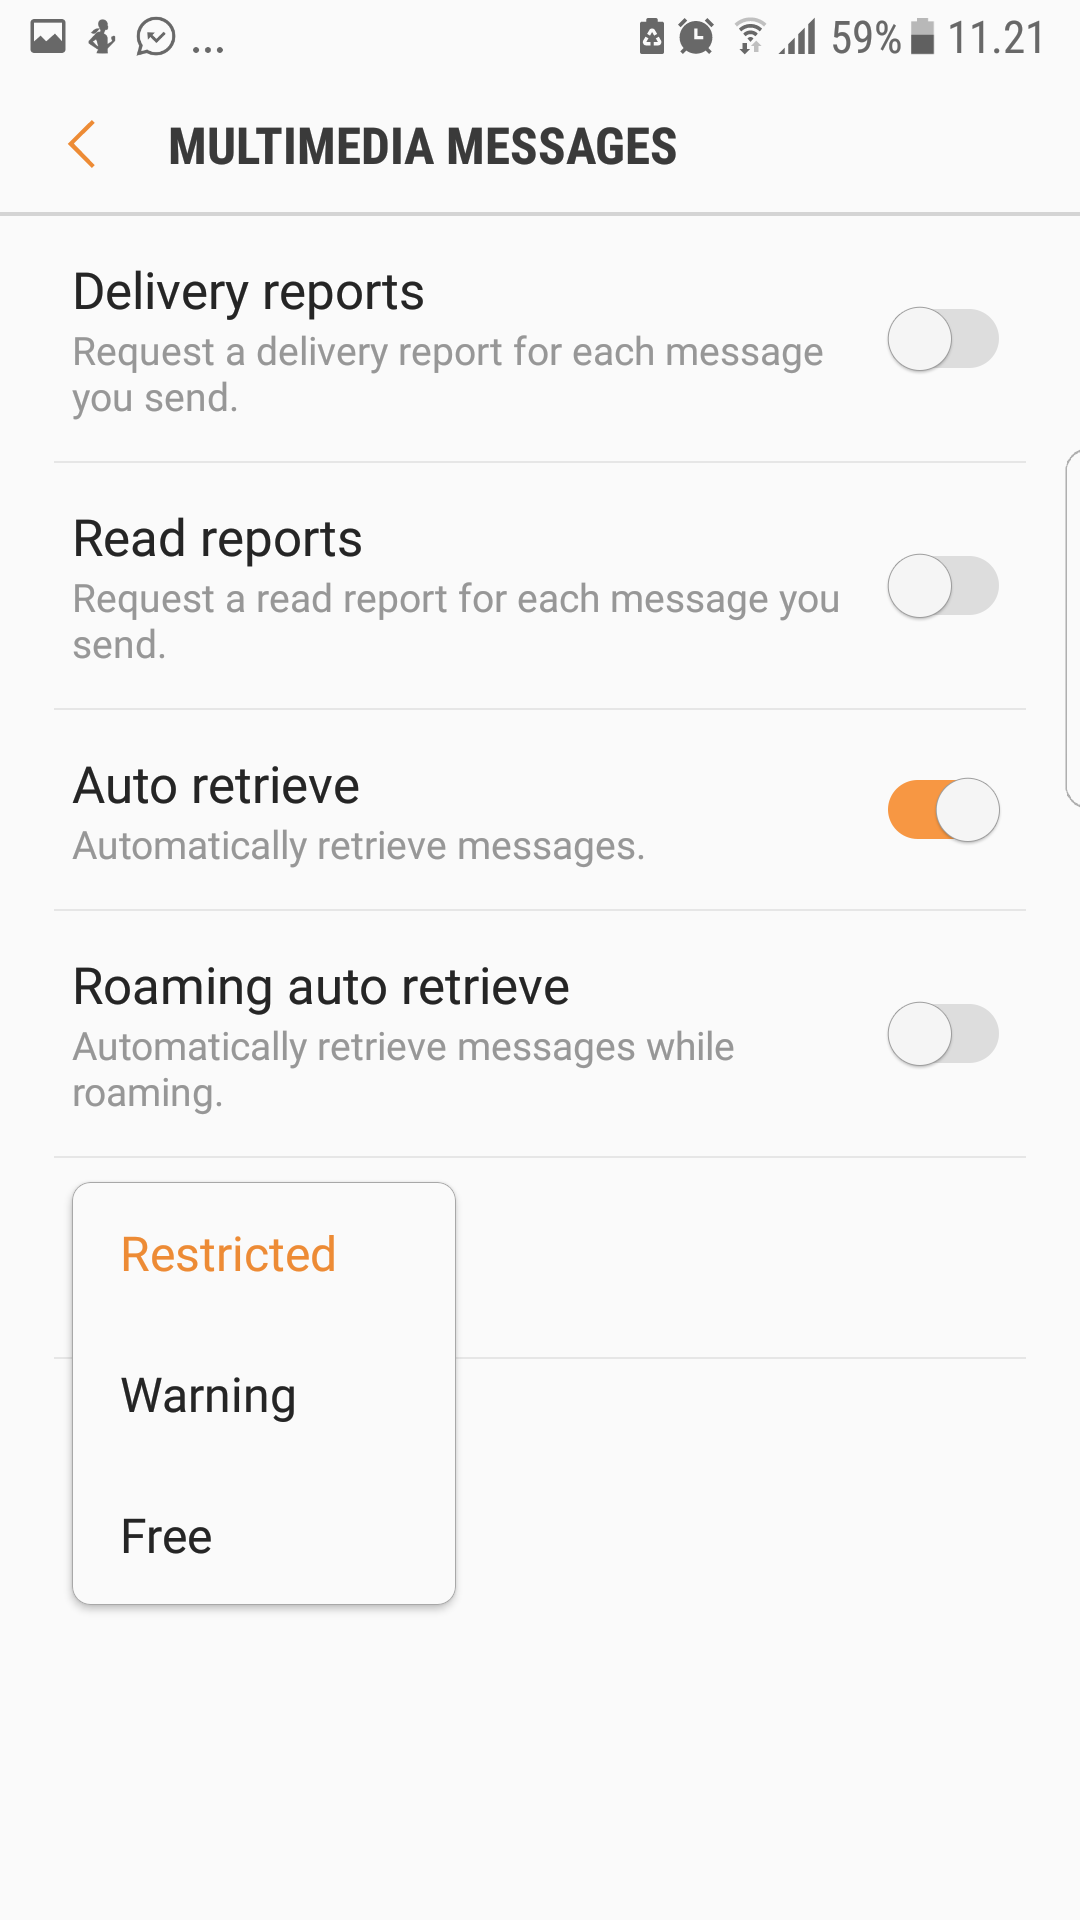 59% 11.21
MULTIMEDIA MESSAGES
Delivery reports
Request a delivery report for each message
you send.
Read reports
Request a read report for each message you
send.
Auto retrieve
Automatically retrieve messages.
Roaming auto retrieve
Automatically retrieve messages while
roaming.
Restricted
Warning
Free